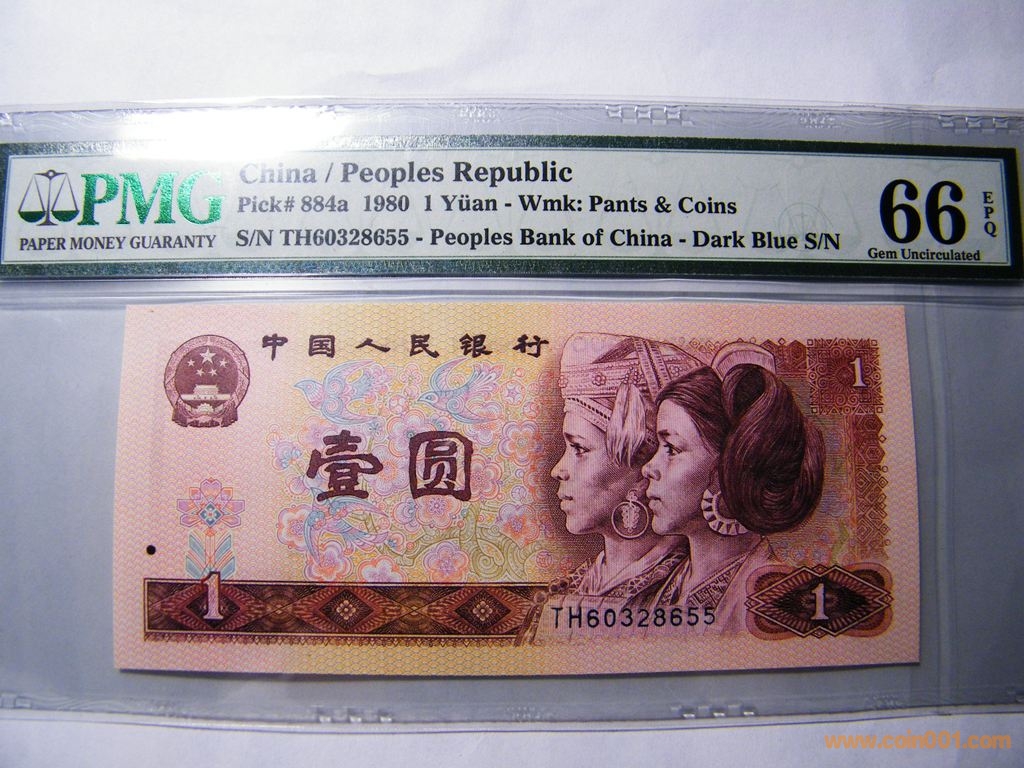 China / Peoples Republic
PMG
Pick# 884a 1980 1 Yüan - Wmk: Pants & Coins
PAPER MONEY GUARANTY
S/N TH60328655 - Peoples Bank of China - Dark Blue S/N
66
EPQ
Gem Uncirculated
中国人民银行
1
壹圆
1
1
TH60328655
www.coin001.com